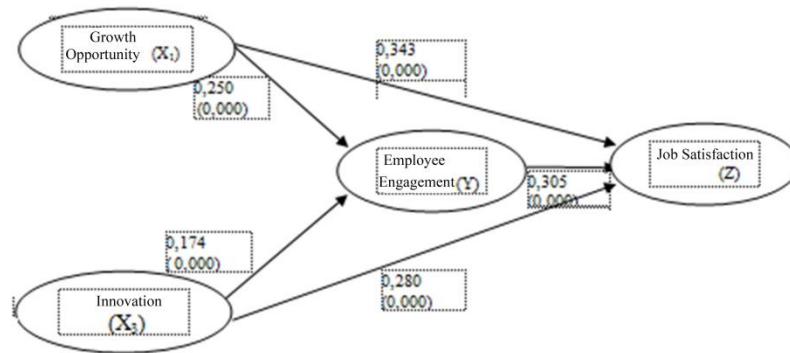 Growth
Opportunity (X₁)
0,343
(0,000)
0,250
(0,000)
Employee
Engagement(Y)
Job Satisfaction
(Z)
0,305
(0,000)
0,174
(0,000)
0,280
(0,000)
Innovation
(X₃)